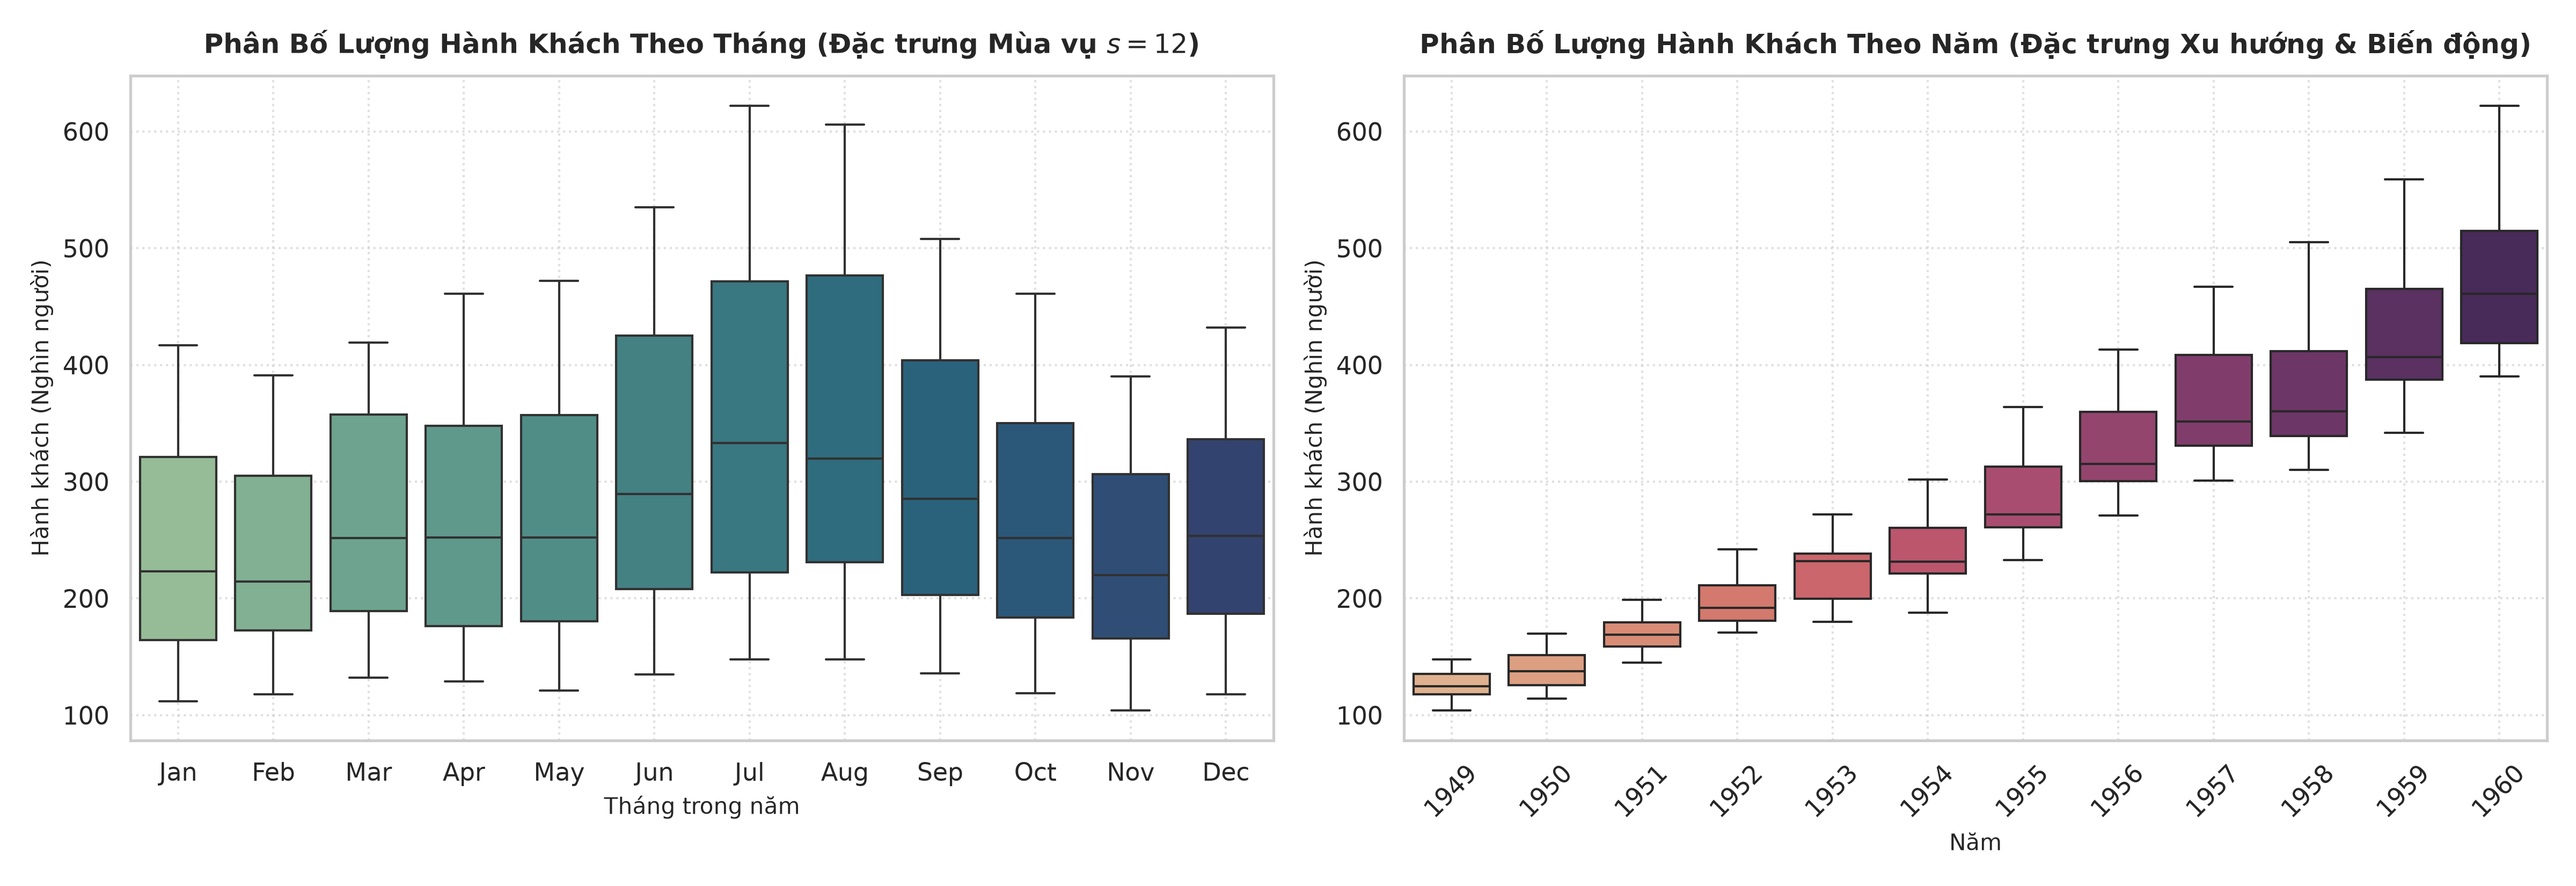 Phân Bố Lượng Hành Khách Theo Tháng (Đặc trưng Mùa vụ s = 12)
Hành khách (Nghìn người)
600
500
400
300
200
100
Jan Feb Mar Apr May Jun Jul Aug Sep Oct Nov Dec
Tháng trong năm
Phân Bố Lượng Hành Khách Theo Năm (Đặc trưng Xu hướng & Biến động)
Hành khách (Nghìn người)
600
500
400
300
200
100
1949 1950 1951 1952 1953 1954 1955 1956 1957 1958 1959 1960
Năm